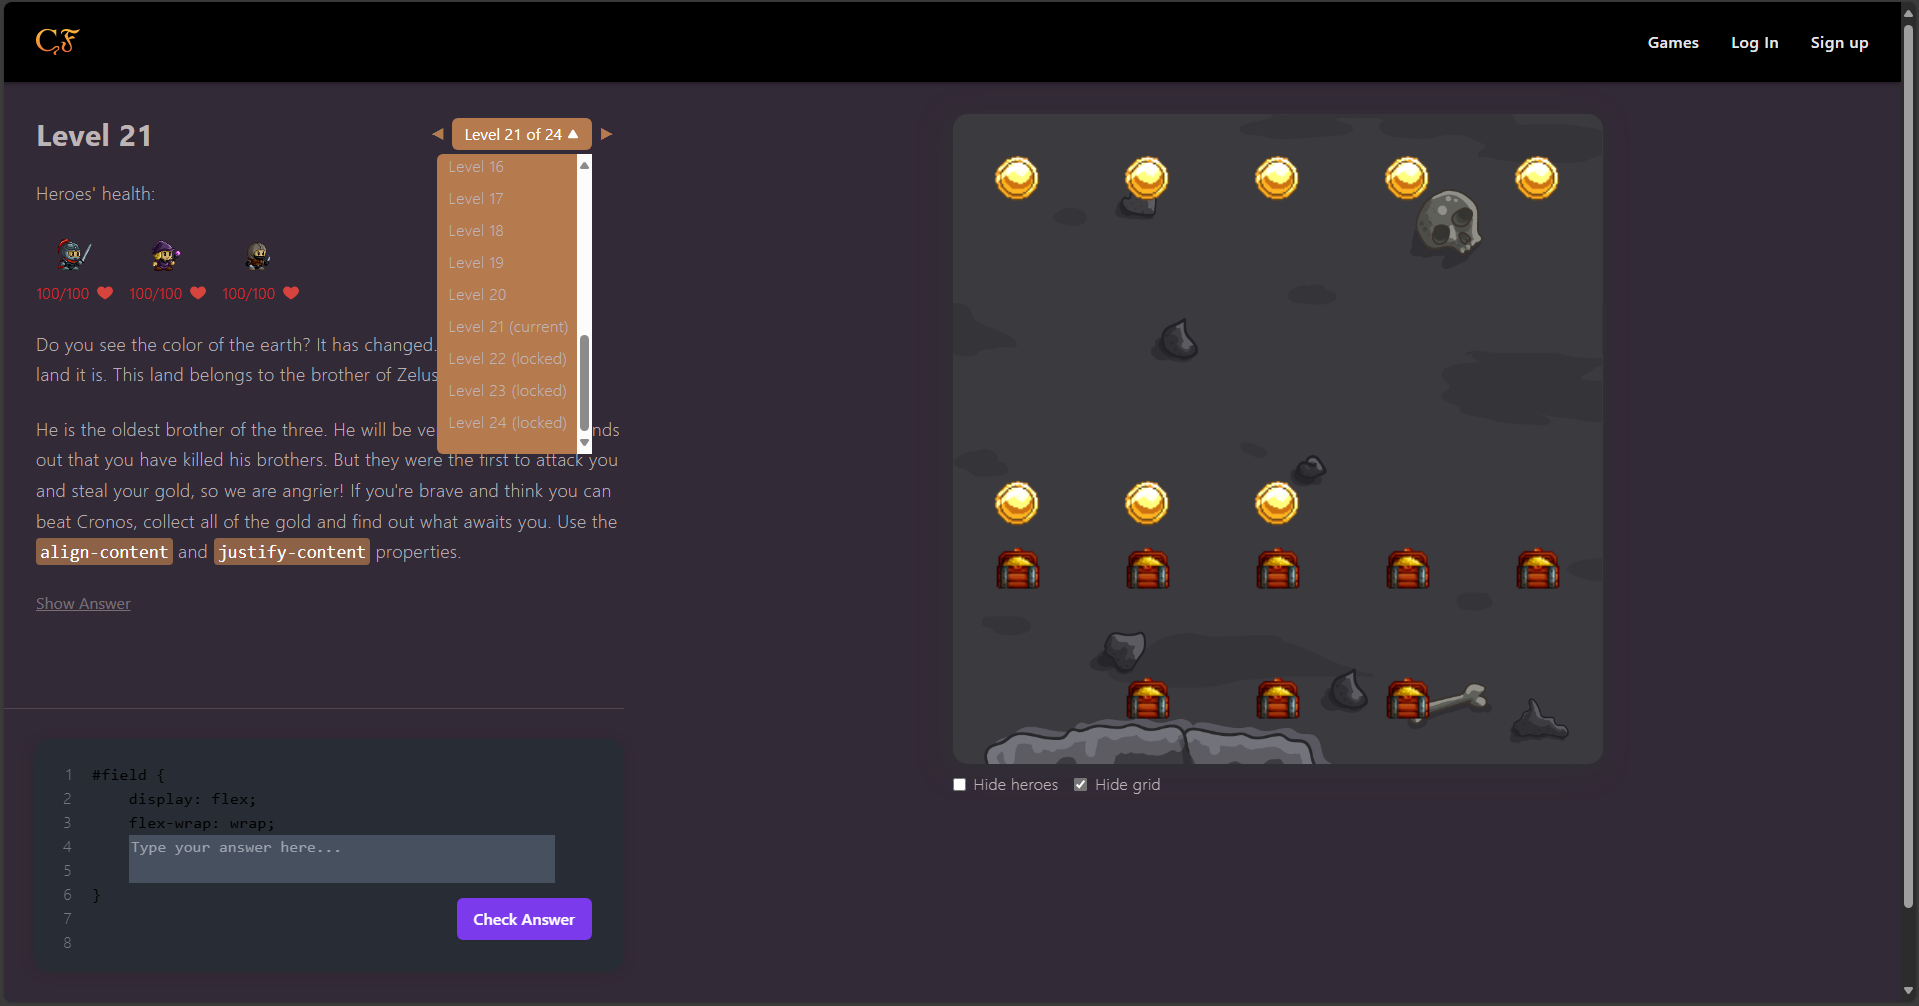 CF
Games
Log In
Sign up
Level 21
Level 21 of 24
Level 16
Level 17
Level 18
Level 19
Level 20
Level 21 (current)
Level 22 (locked)
Level 23 (locked)
Level 24 (locked)
Heroes' health:
100/100
100/100
100/100
Do you see the color of the earth? It has changed.
land it is. This land belongs to the brother of Zelus
He is the oldest brother of the three. He will be ve nds
out that you have killed his brothers. But they were the first to attack you
and steal your gold, so we are angrier! If you're brave and think you can
beat Cronos, collect all of the gold and find out what awaits you. Use the
align-content and justify-content properties.
Show Answer
1 #field {
2 display: flex;
3 flex-wrap: wrap;
4 Type your answer here...
5
6 }
7
8
Check Answer
Hide heroes
Hide grid